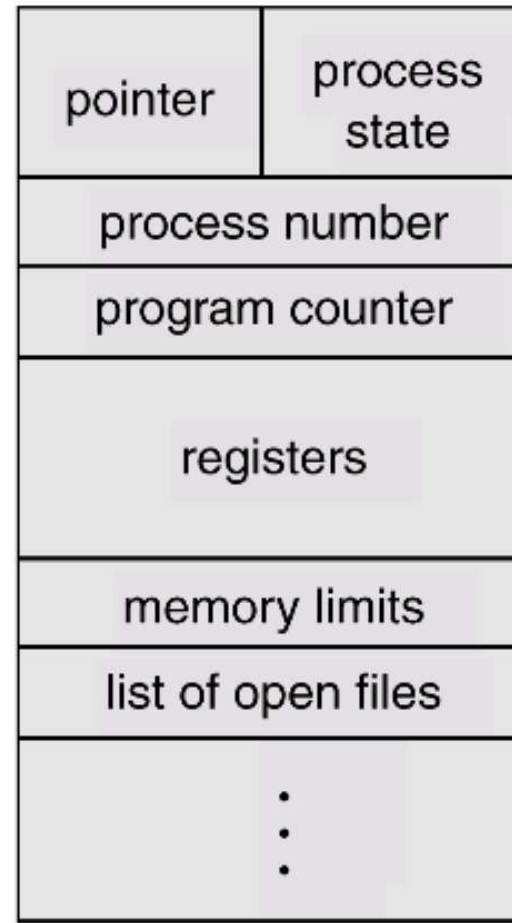 pointer
process
state
process number
program counter
registers
memory limits
list of open files